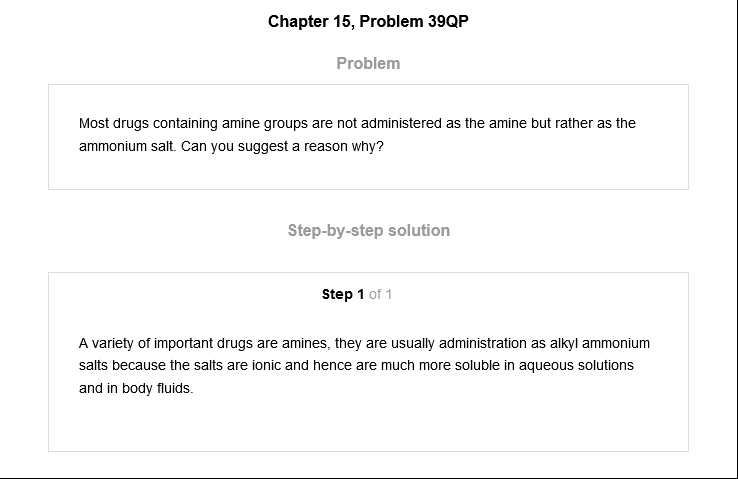 Chapter 15, Problem 39QP
Problem
Most drugs containing amine groups are not administered as the amine but rather as the
ammonium salt. Can you suggest a reason why?
Step-by-step solution
Step 1 of 1
A variety of important drugs are amines, they are usually administration as alkyl ammonium
salts because the salts are ionic and hence are much more soluble in aqueous solutions
and in body fluids.